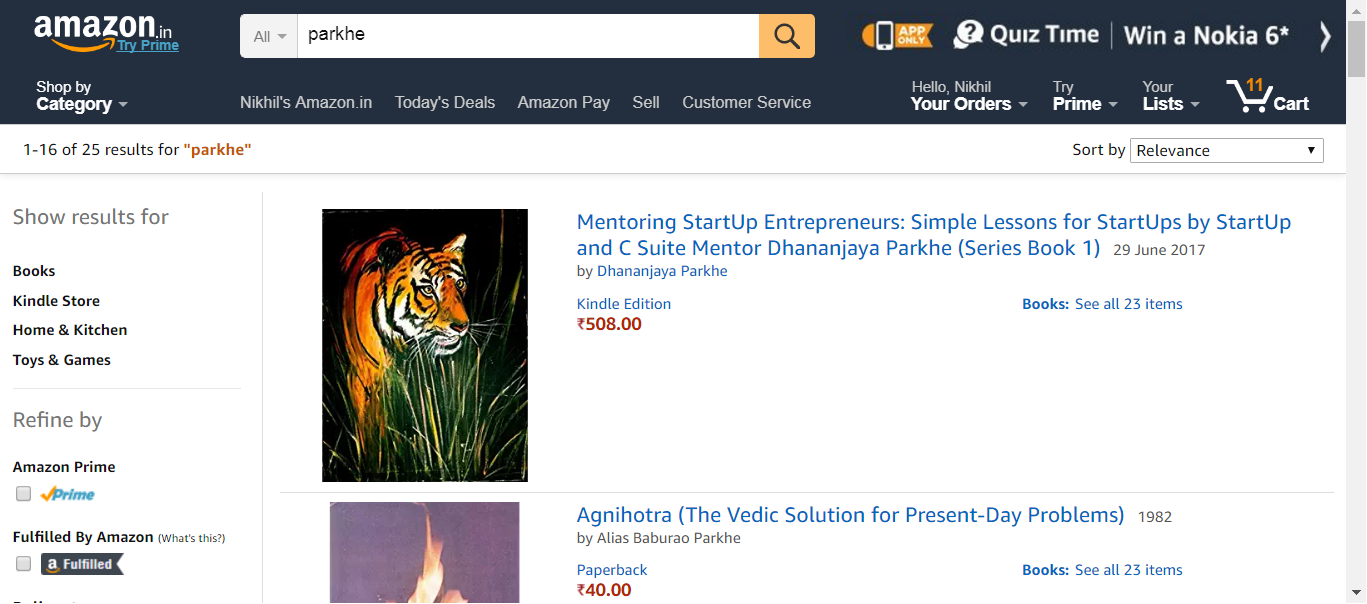 amazon.in
Try Prime
All
parkhe
APP ONLY
Quiz Time
Win a Nokia 6*
Shop by
Category
Nikhil's Amazon.in
Today's Deals
Amazon Pay
Sell
Customer Service
Hello, Nikhil
Your Orders
Try
Prime
Your
Lists
11
Cart
1-16 of 25 results for "parkhe"
Sort by
Relevance
Show results for
Books
Kindle Store
Home & Kitchen
Toys & Games
Refine by
Amazon Prime
Prime
Fulfilled By Amazon (What's this?)
a Fulfilled
Mentoring StartUp Entrepreneurs: Simple Lessons for StartUps by StartUp
and C Suite Mentor Dhananjaya Parkhe (Series Book 1) 29 June 2017
by Dhananjaya Parkhe
Kindle Edition
₹508.00
Books: See all 23 items
Agnihotra (The Vedic Solution for Present-Day Problems) 1982
by Alias Baburao Parkhe
Paperback
₹40.00
Books: See all 23 items